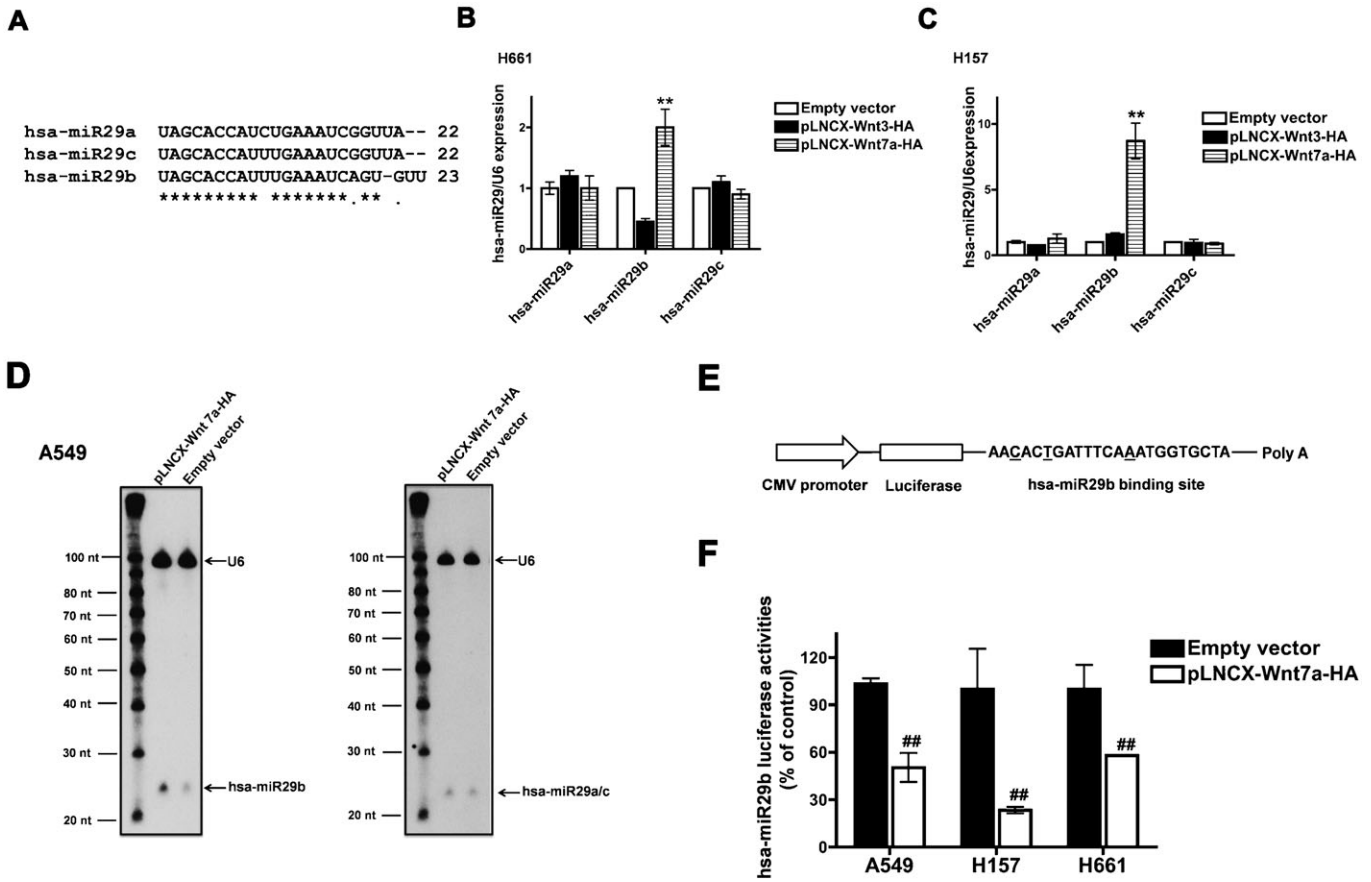 A
hsa-miR29a UAGCACCAUCUGAAAUCGGUUA-- 22
hsa-miR29c UAGCACCAUUUGAAAUCGGUUA-- 22
hsa-miR29b UAGCACCAUUUGAAAUCAGU-GUU 23
********* *******.** .
B
H661
hsa-miR29/U6 expression
2
1
0
**
hsa-miR29a
hsa-miR29b
hsa-miR29c
Empty vector
pLNCX-Wnt3-HA
pLNCX-Wnt7a-HA
C
H157
hsa-miR29/U6expression
10
5
0
**
hsa-miR29a
hsa-miR29b
hsa-miR29c
Empty vector
pLNCX-Wnt3-HA
pLNCX-Wnt7a-HA
D
A549
pLNCX-Wnt 7a-HA
Empty vector
100 nt
80 nt
70 nt
60 nt
50 nt
40 nt
30 nt
20 nt
U6
hsa-miR29b
pLNCX-Wnt 7a-HA
Empty vector
100 nt
80 nt
70 nt
60 nt
50 nt
40 nt
30 nt
20 nt
U6
hsa-miR29a/c
E
AACACTGATTTCAAATGGTGCTA
Poly A
CMV promoter
Luciferase
hsa-miR29b binding site
F
hsa-miR29b luciferase activities
(% of control)
120
90
60
30
0
##
##
##
A549
H157
H661
Empty vector
pLNCX-Wnt7a-HA